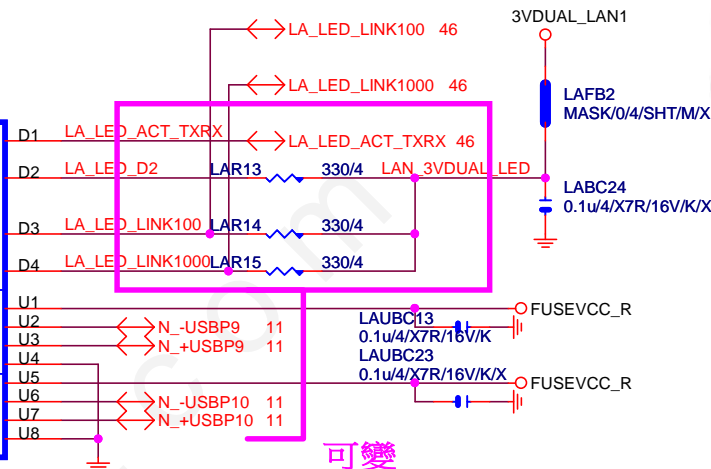 3VDUAL_LAN1
LA_LED_LINK100 46
LA_LED_LINK1000 46
LAFB2
MASK/0/4/SHT/M/X
D1 LA_LED_ACT_TXRX LA_LED_ACT_TXRX 46
D2 LA_LED_D2 LAR13 330/4 LAN_3VDUAL_LED
LABC24
0.1u/4/X7R/16V/K/X
D3 LA_LED_LINK100 LAR14 330/4
D4 LA_LED_LINK1000 LAR15 330/4
U1 FUSEVCC_R
U2 N_-USBP9 11 LAUBC13
U3 N_+USBP9 11 0.1u/4/X7R/16V/K
U4 LAUBC23
U5 0.1u/4/X7R/16V/K/X FUSEVCC_R
U6 N_-USBP10 11
U7 N_+USBP10 11
U8
可變
com